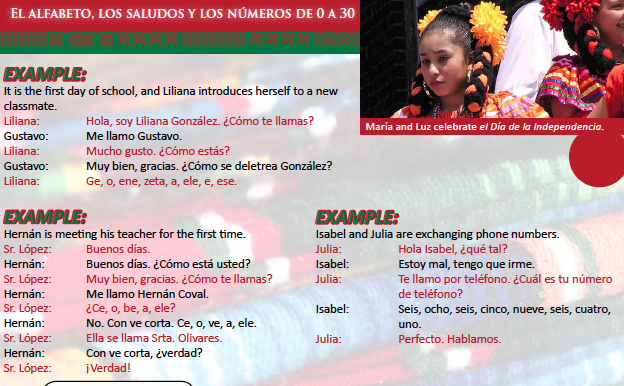 EL ALFABETO, LOS SALUDOS Y LOS NÚMEROS DE 0 A 30
María and Luz celebrate el Día de la Independencia.
EXAMPLE:
It is the first day of school, and Liliana introduces herself to a new
classmate.
Liliana: Hola, soy Liliana González. ¿Cómo te llamas?
Gustavo: Me llamo Gustavo.
Liliana: Mucho gusto. ¿Cómo estás?
Gustavo: Muy bien, gracias. ¿Cómo se deletrea González?
Liliana: Ge, o, ene, zeta, a, ele, e, ese.
EXAMPLE:
Hernán is meeting his teacher for the first time.
Sr. López: Buenos días.
Hernán: Buenos días. ¿Cómo está usted?
Sr. López: Muy bien, gracias. ¿Cómo te llamas?
Hernán: Me llamo Hernán Coval.
Sr. López: ¿Ce, o, be, a, ele?
Hernán: No. Con ve corta. Ce, o, ve, a, ele.
Sr. López: Ella se llama Srta. Olivares.
Hernán: Con ve corta, ¿verdad?
Sr. López: ¡Verdad!
EXAMPLE:
Isabel and Julia are exchanging phone numbers.
Julia: Hola Isabel, ¿qué tal?
Isabel: Estoy mal, tengo que irme.
Julia: Te llamo por teléfono. ¿Cuál es tu número
de teléfono?
Isabel: Seis, ocho, seis, cinco, nueve, seis, cuatro,
uno.
Julia: Perfecto. Hablamos.